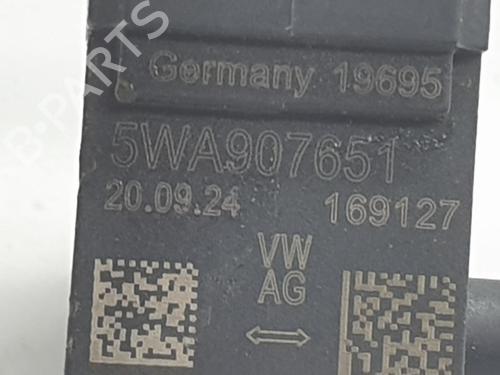 Germany 19695
5WA907651
20.09.24 169127
VW
AG
B-PARTS